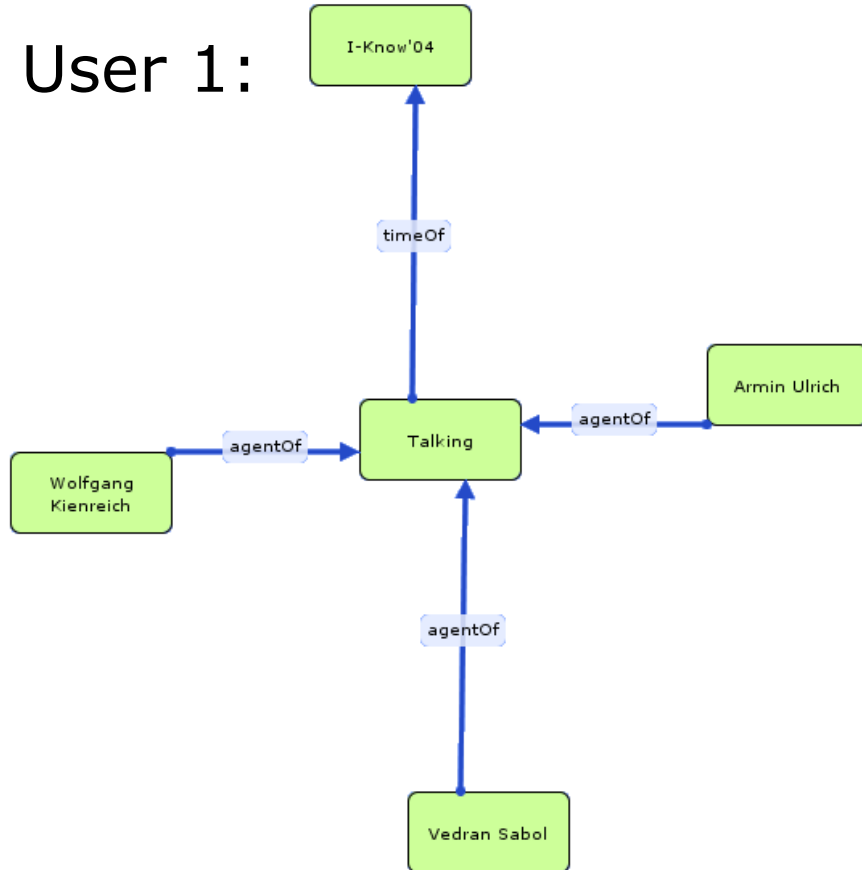 User 1:
I-Know'04
timeOf
Armin Ulrich
agentOf
Talking
agentOf
Wolfgang
Kienreich
agentOf
Vedran Sabol